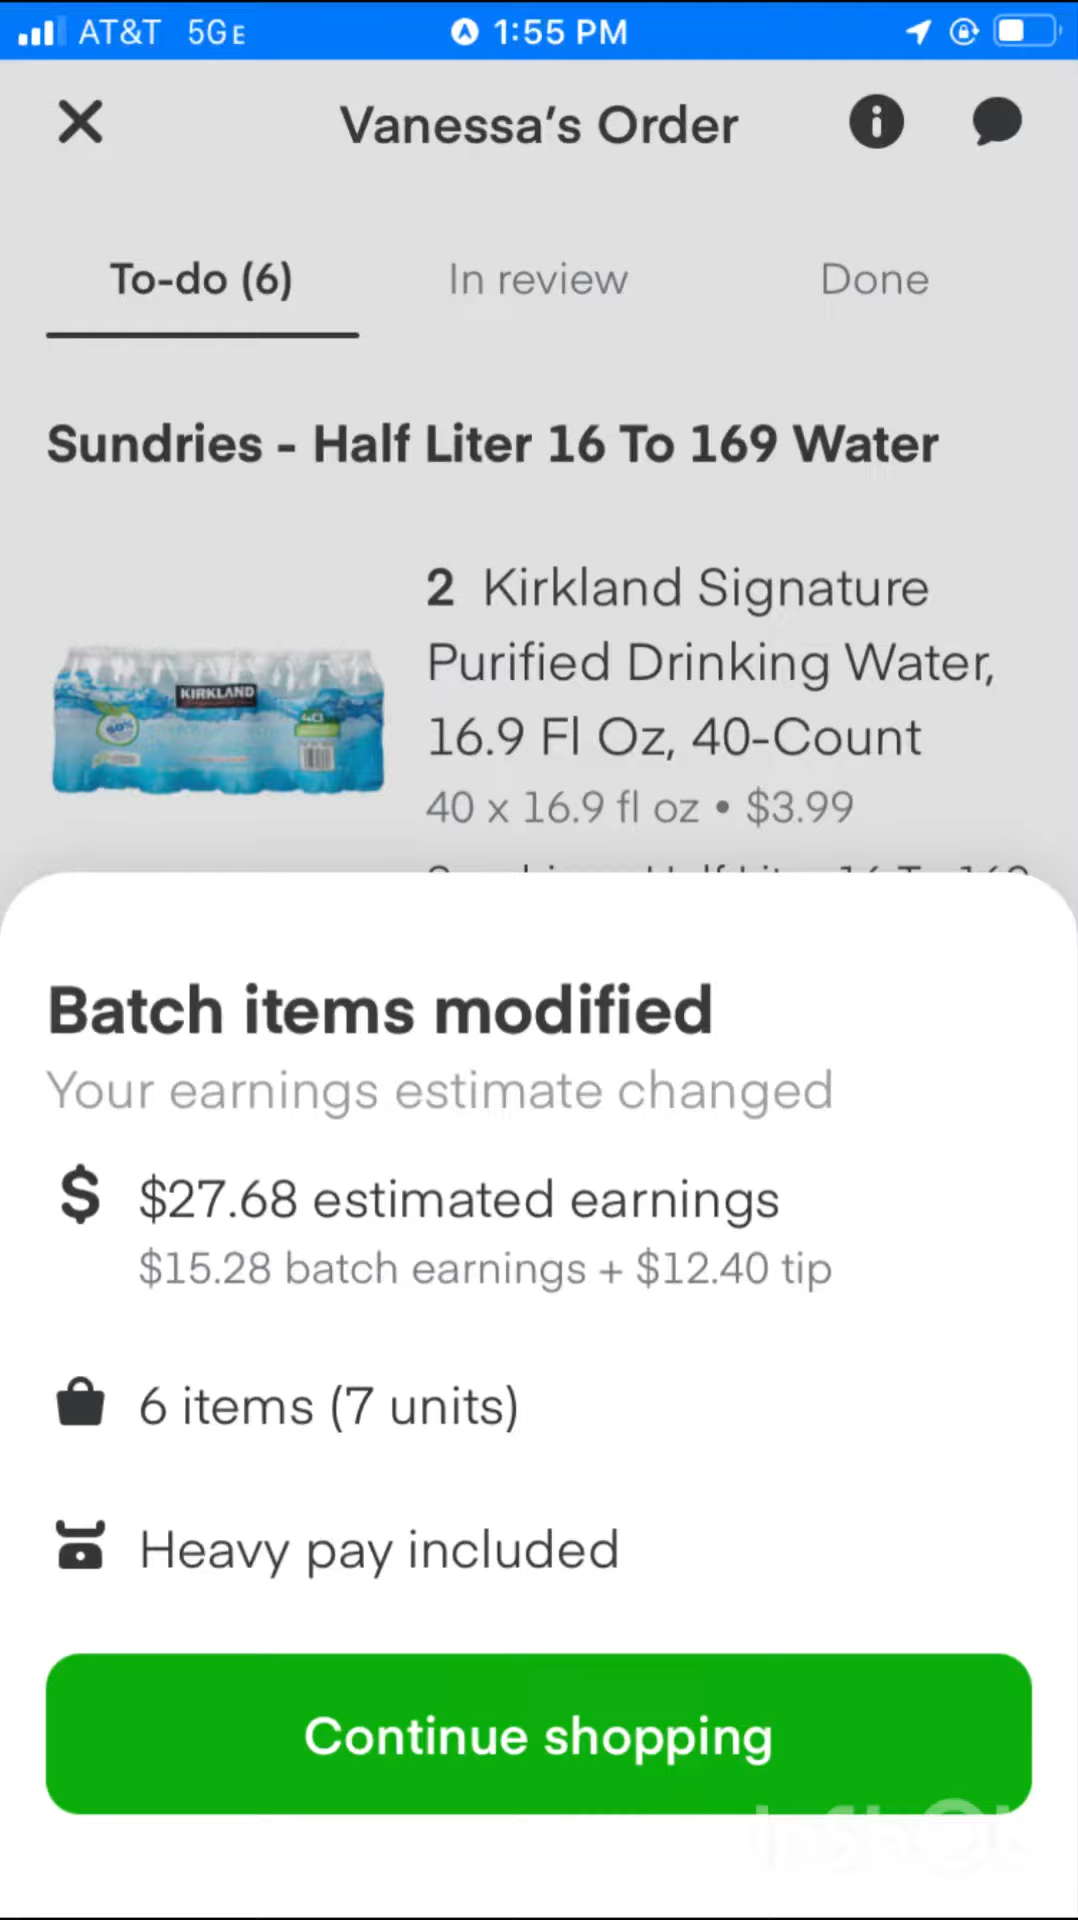 AT&T 5GE 1:55 PM
Vanessa's Order
To-do (6) In review Done
Sundries - Half Liter 16 To 169 Water
2 Kirkland Signature
Purified Drinking Water,
16.9 Fl Oz, 40-Count
40 x 16.9 fl oz • $3.99
KIRKLAND
Batch items modified
Your earnings estimate changed
$27.68 estimated earnings
$15.28 batch earnings + $12.40 tip
6 items (7 units)
Heavy pay included
Continue shopping